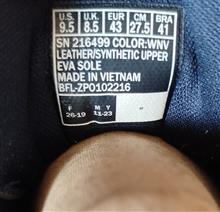 U.S. U.K. EUR CM BRA
9.5 8.5 43 27.5 41
SN 216499 COLOR:WNV
LEATHER/SYNTHETIC UPPER
EVA SOLE
MADE IN VIETNAM
BFL-ZP0102216
F M Y
26-19 11-23